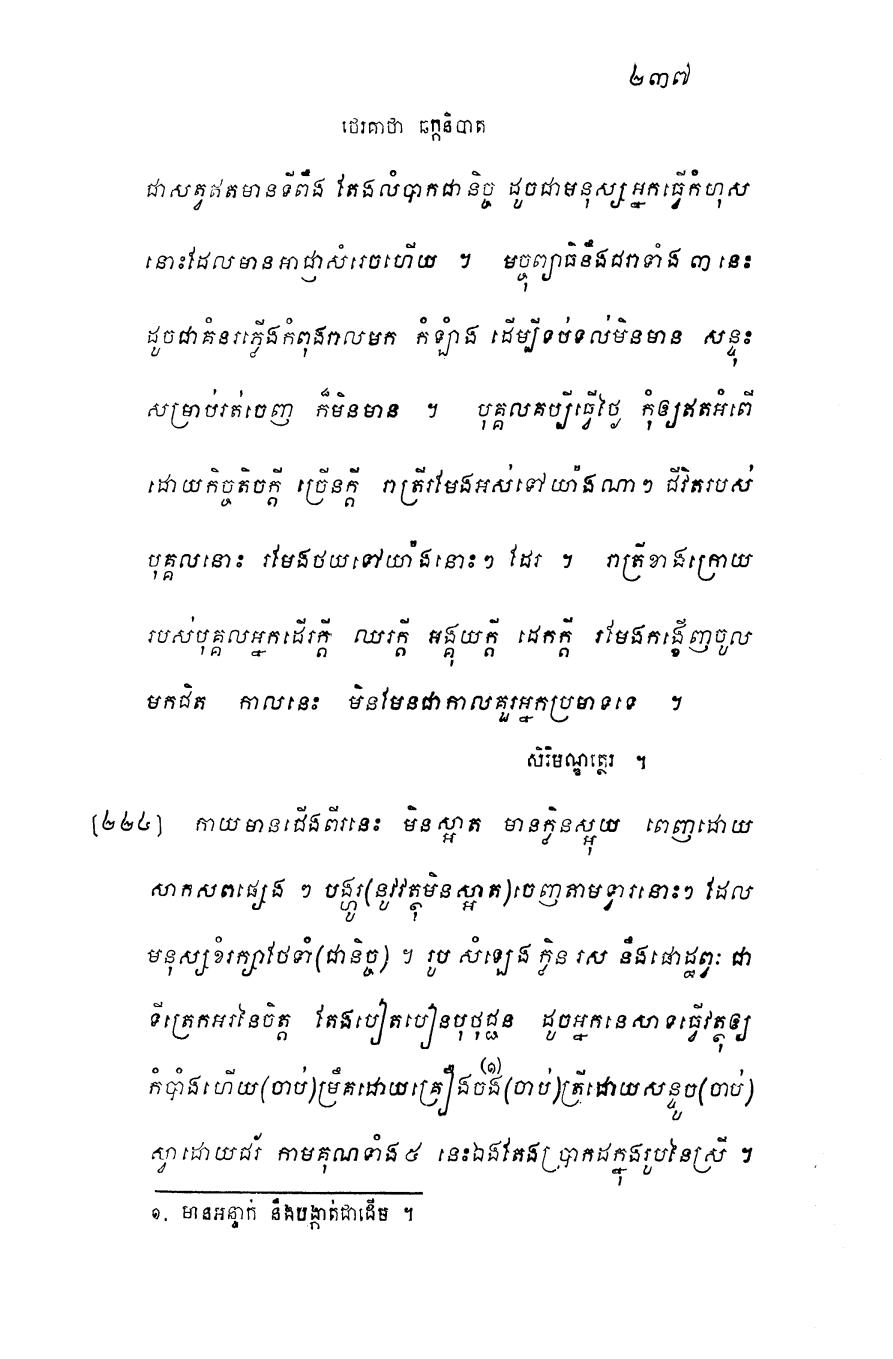 ២៣៧
ថេរគាថា ឆក្កនិបាត
ជាសត្វឥតមានទីពឹង តែងលំបាកជានិច្ច ដូចជាមនុស្សអ្នកធ្វើកំហុស
នោះដែលមានអាជ្ញាសំរេចហើយ ។ មច្ចុព្យាធិនឹងជរាទាំង ៣ នេះ
ដូចជាគំនរភ្លើងកំពុងរាលមក កំឡាំង ដើម្បីទប់ទល់មិនមាន សន្ទុះ
សម្រាប់រត់ចេញ ក៏មិនមាន ។ បុគ្គលគប្បីធ្វើថ្ងៃ កុំឲ្យឥតអំពើ
ដោយកិច្ចតិចក្តី ច្រើនក្តី រាត្រីរមែងអស់ទៅយ៉ាងណាៗ ជីវិតរបស់
បុគ្គលនោះ រមែងថយទៅយ៉ាងនោះៗ ដែរ ។ រាត្រីខាងក្រោយ
របស់បុគ្គលអ្នកដើរក្តី ឈរក្តី អង្គុយក្តី ដេកក្តី រមែងកង្ខើញចូល
មកជិត កាលនេះ មិនមែនជាកាលគួរអ្នកប្រមាទទេ ។
សិរិមណ្ឌត្ថេរ ។
[២២៤] កាយមានជើងពីរនេះ មិនស្អាត មានក្លិនស្អុយ ពេញដោយ
សាកសពផ្សេង ៗ បង្ហូរ(នូវវត្ថុមិនស្អាត)ចេញតាមទ្វារនោះៗ ដែល
មនុស្សខំរក្សាថែទាំ(ជានិច្ច) ។ រូប សំឡេង ក្លិន រស នឹងផោដ្ឋព្វៈ ជា
ទីត្រេកអរនៃចិត្ត តែងបៀតបៀនបុថុជ្ជន ដូចអ្នកនេសាទធ្វើវត្ថុឲ្យ
កំបាំងហើយ(ចាប់)ម្រឹគដោយគ្រឿងចង់(១)(ចាប់)ត្រីដោយសន្ទូច(ចាប់)
ស្វាដោយជ័រ កាមគុណទាំង ៥ នេះឯងតែងប្រាកដក្នុងរូបនៃស្រី ។
១. មានអន្ទាក់ នឹងបង្កាត់ជាដើម ។